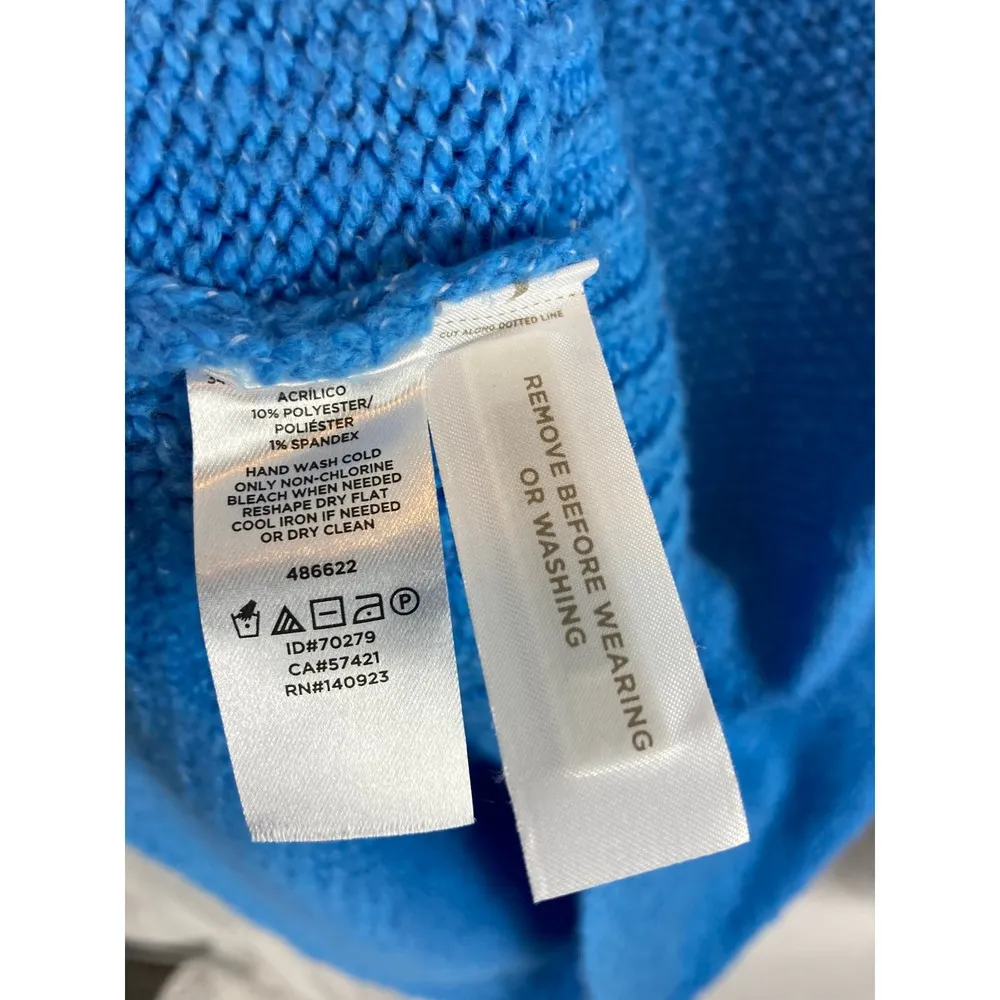 ACRÍLICO
10% POLYESTER/
POLIÉSTER
1% SPANDEX
HAND WASH COLD
ONLY NON-CHLORINE
BLEACH WHEN NEEDED
RESHAPE DRY FLAT
COOL IRON IF NEEDED
OR DRY CLEAN
486622
P
ID#70279
CA#57421
RN#140923
CUT ALONG DOTTED LINE
REMOVE BEFORE WEARING
OR WASHING